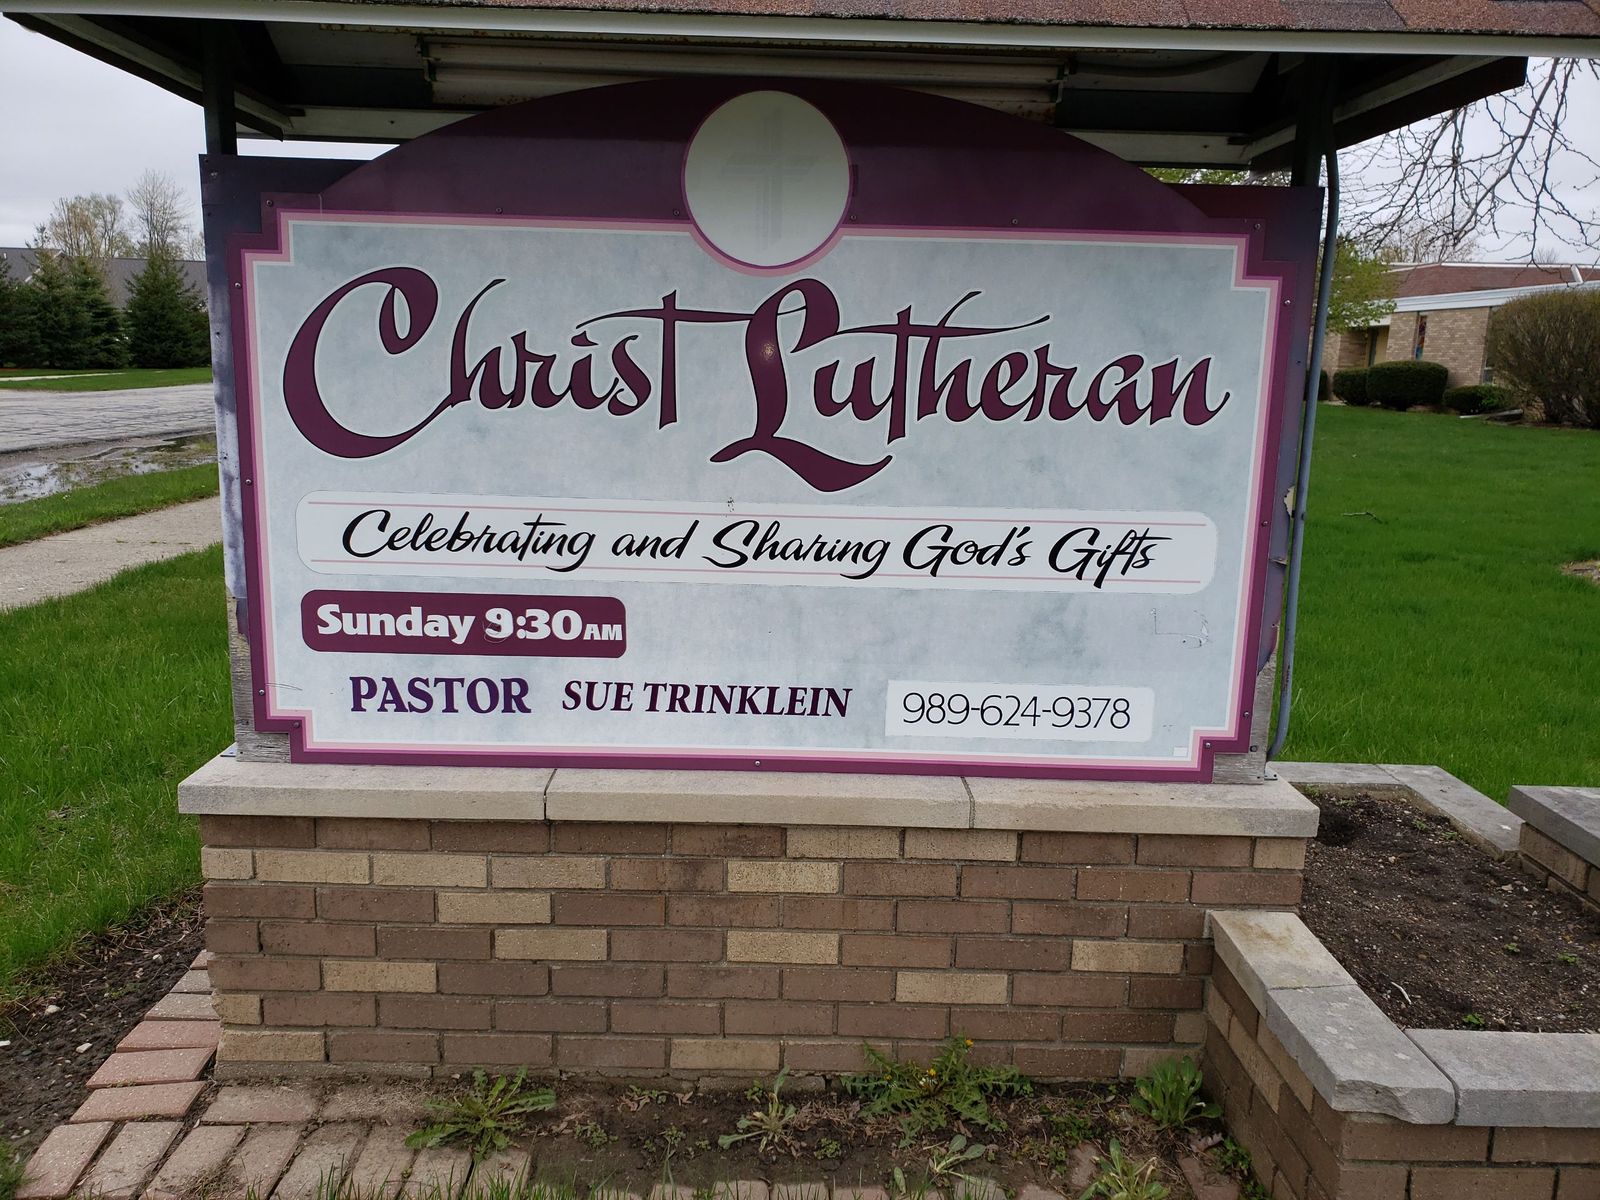 Christ Lutheran
Celebrating and Sharing God's Gifts
Sunday 9:30AM
PASTOR SUE TRINKLEIN 989-624-9378